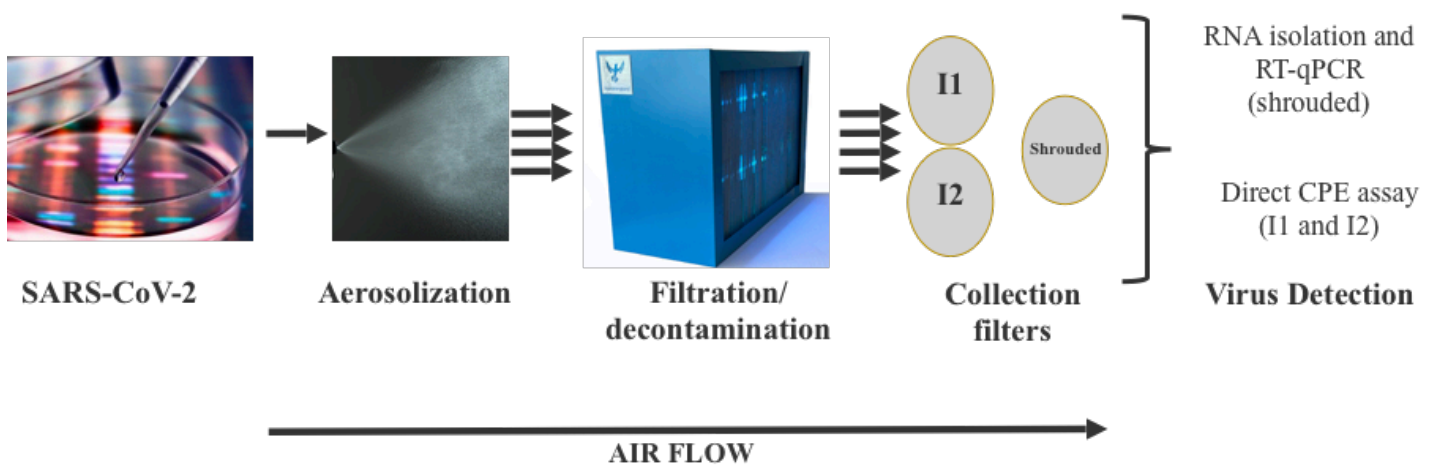 SARS-CoV-2
Aerosolization
Filtration/
decontamination
I1
I2
Shrouded
Collection
filters
RNA isolation and
RT-qPCR
(shrouded)
Direct CPE assay
(I1 and I2)
Virus Detection
AIR FLOW